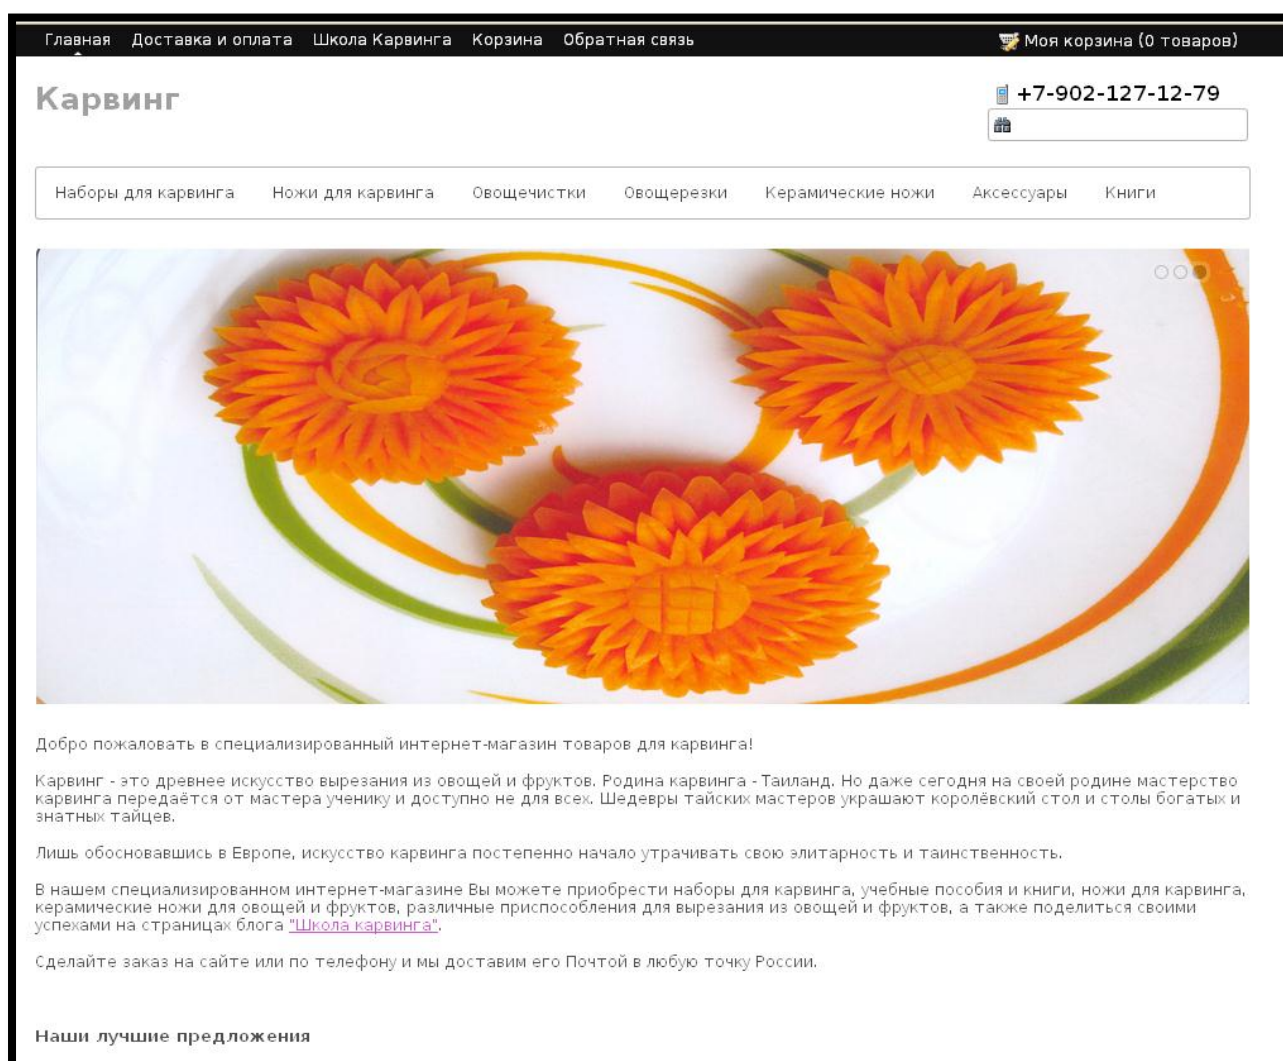 Главная Доставка и оплата Школа Карвинга Корзина Обратная связь Моя корзина (0 товаров)
Карвинг
+7-902-127-12-79
Наборы для карвинга Ножи для карвинга Овощечистки Овощерезки Керамические ножи Аксессуары Книги
Добро пожаловать в специализированный интернет-магазин товаров для карвинга!
Карвинг - это древнее искусство вырезания из овощей и фруктов. Родина карвинга - Таиланд. Но даже сегодня на своей родине мастерство
карвинга передаётся от мастера ученику и доступно не для всех. Шедевры тайских мастеров украшают королёвский стол и столы богатых и
знатных тайцев.
Лишь обосновавшись в Европе, искусство карвинга постепенно начало утрачивать свою элитарность и таинственность.
В нашем специализированном интернет-магазине Вы можете приобрести наборы для карвинга, учебные пособия и книги, ножи для карвинга,
керамические ножи для овощей и фруктов, различные приспособления для вырезания из овощей и фруктов, а также поделиться своими
успехами на страницах блога "Школа карвинга".
Сделайте заказ на сайте или по телефону и мы доставим его Почтой в любую точку России.
Наши лучшие предложения